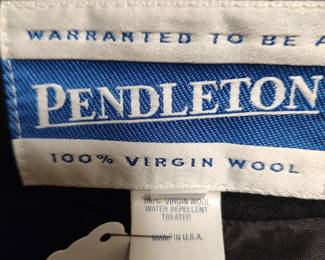 WARRANTED TO BE A
PENDLETON
100% VIRGIN WOOL
100% VIRGIN WOOL
WATER REPELLENT
TREATED
MADE IN U.S.A.